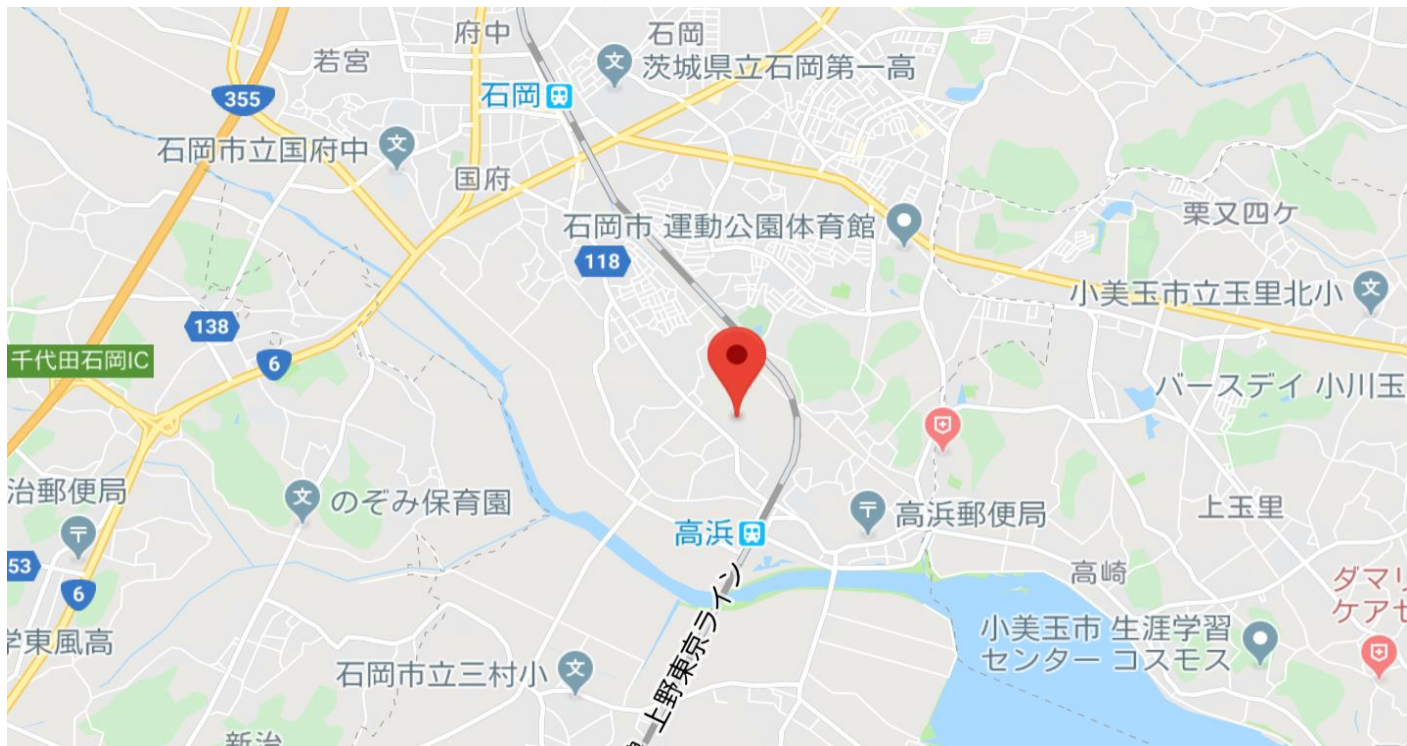 府中
石岡
若宮
茨城県立石岡第一高
石岡
355
石岡市立国府中
国府
石岡市 運動公園体育館
栗又四ケ
118
小美玉市立玉里北小
138
6
千代田石岡IC
バースデイ 小川玉
治郵便局
のぞみ保育園
高浜郵便局
上玉里
高浜
53
6
高崎
ダマリ
ケアセ
学東風高
小美玉市 生涯学習
センター コスモス
石岡市立三村小
上野東京ライン
新治